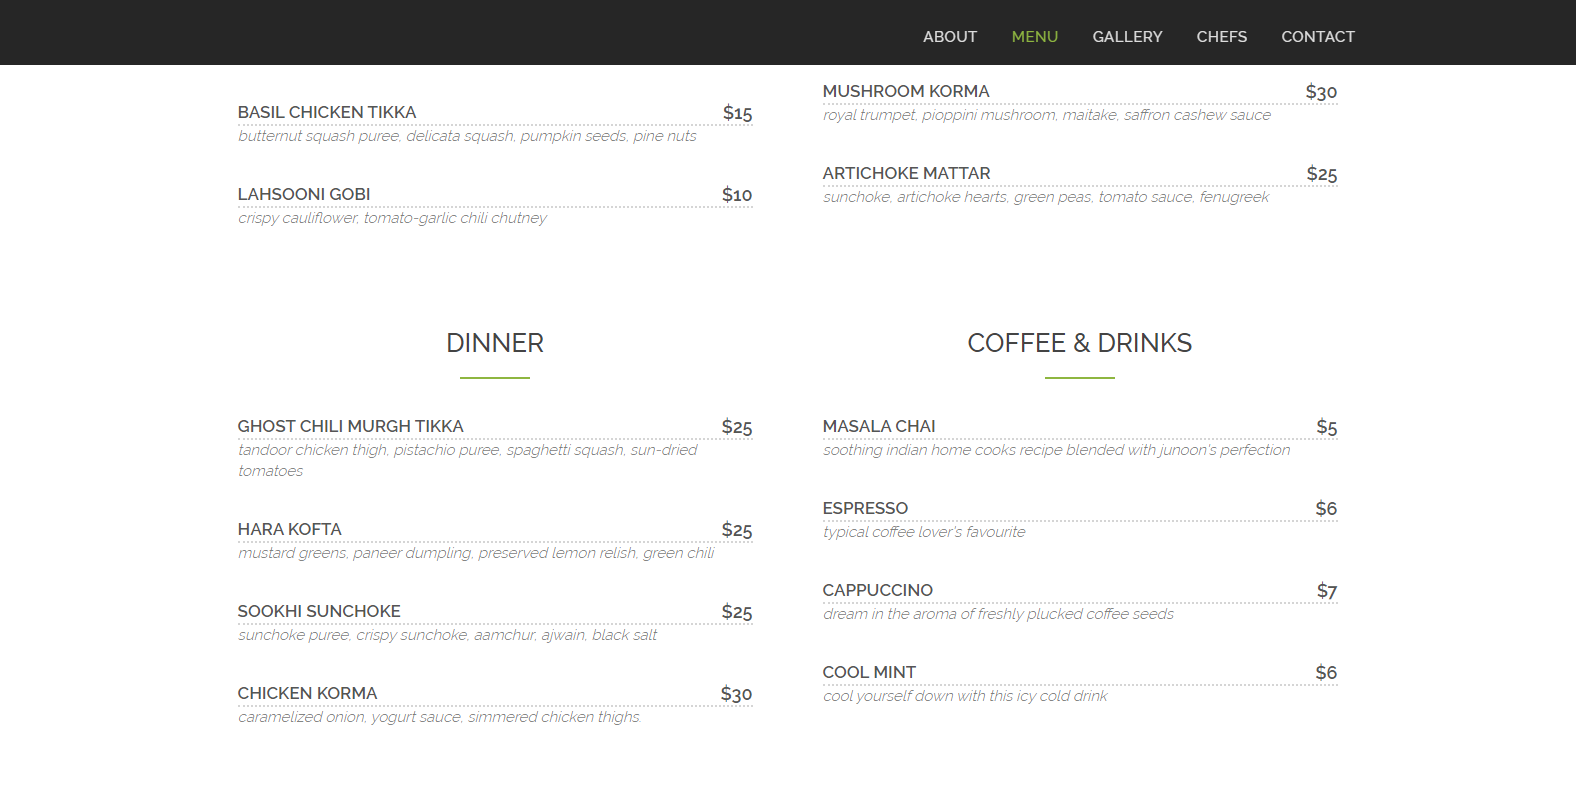 ABOUT MENU GALLERY CHEFS CONTACT
BASIL CHICKEN TIKKA $15
butternut squash puree, delicata squash, pumpkin seeds, pine nuts
LAHSOONI GOBI $10
crispy cauliflower, tomato-garlic chili chutney
MUSHROOM KORMA $30
royal trumpet, pioppini mushroom, maitake, saffron cashew sauce
ARTICHOKE MATTAR $25
sunchoke, artichoke hearts, green peas, tomato sauce, fenugreek
DINNER
GHOST CHILI MURGH TIKKA $25
tandoor chicken thigh, pistachio puree, spaghetti squash, sun-dried
tomatoes
HARA KOFTA $25
mustard greens, paneer dumpling, preserved lemon relish, green chili
SOOKHI SUNCHOKE $25
sunchoke puree, crispy sunchoke, aamchur, ajwain, black salt
CHICKEN KORMA $30
caramelized onion, yogurt sauce, simmered chicken thighs.
COFFEE & DRINKS
MASALA CHAI $5
soothing indian home cooks recipe blended with junoon's perfection
ESPRESSO $6
typical coffee lover's favourite
CAPPUCCINO $7
dream in the aroma of freshly plucked coffee seeds
COOL MINT $6
cool yourself down with this icy cold drink